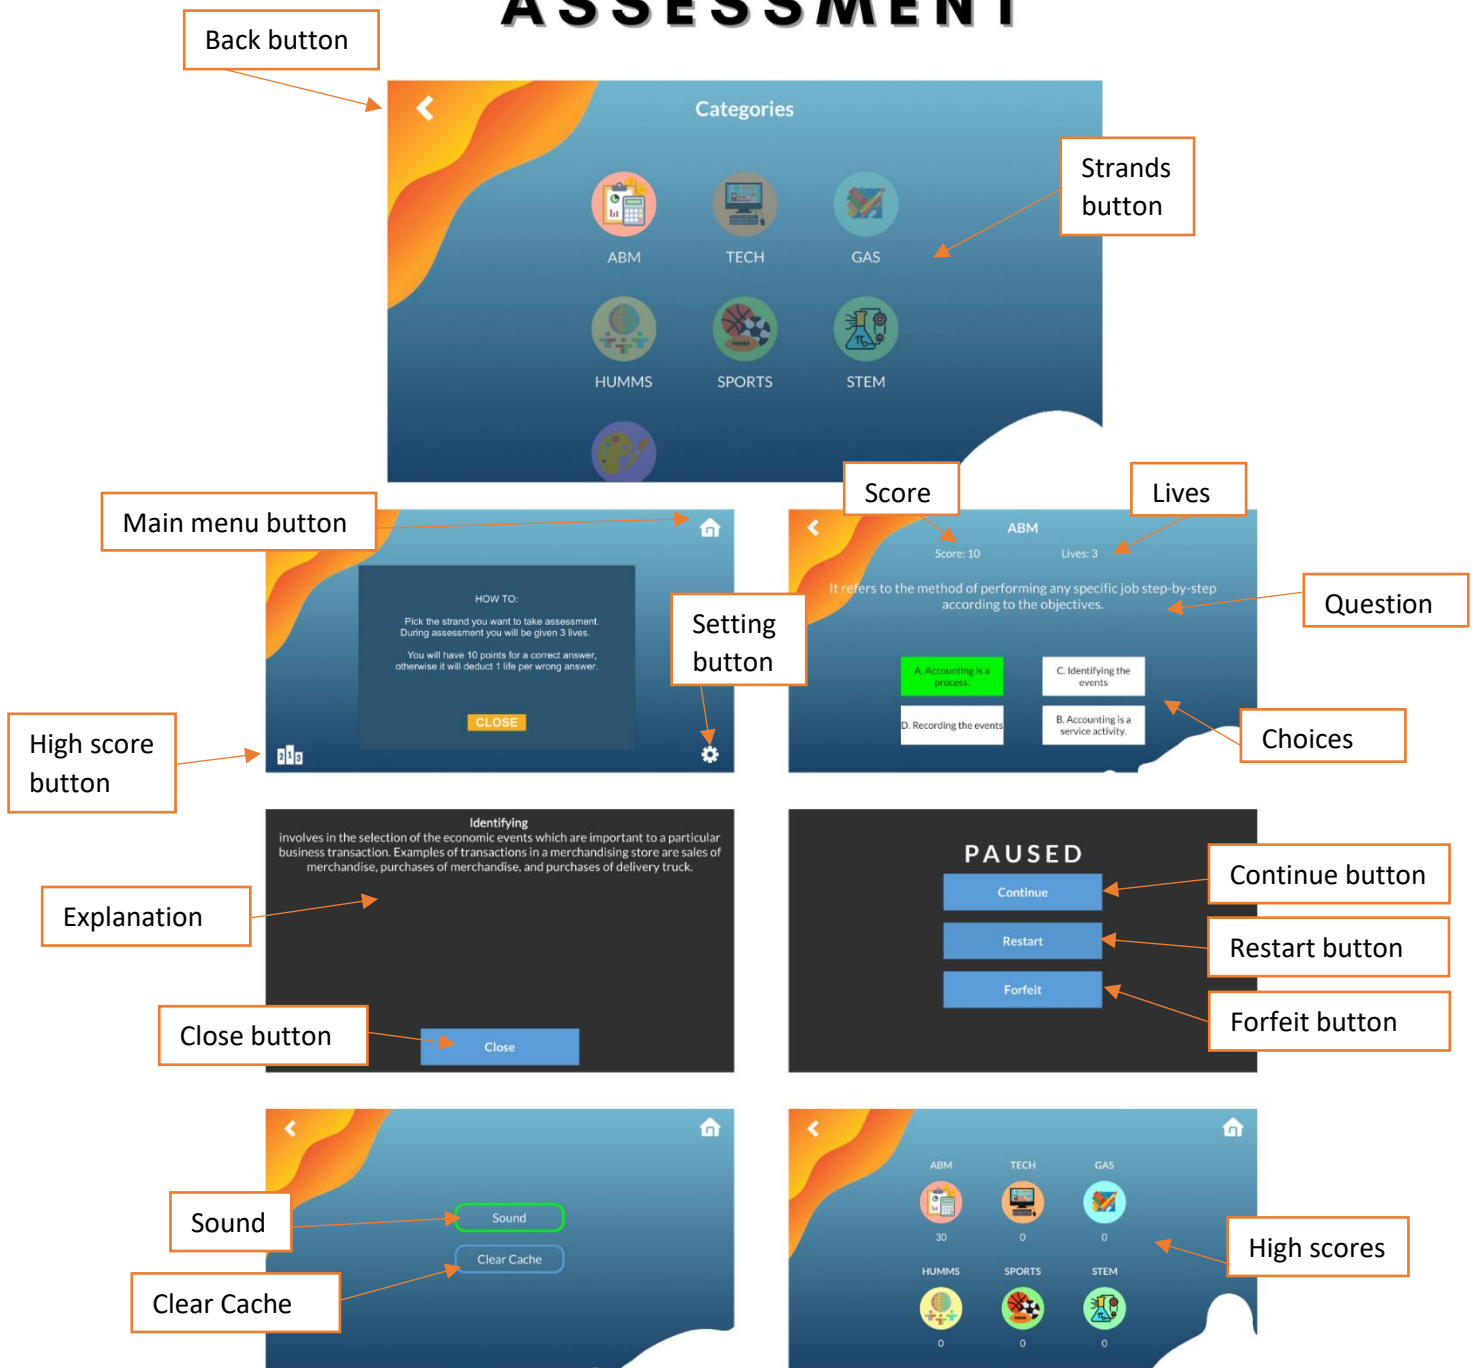 ASSESSMENT
Back button
Categories
Strands
button
ABM
TECH
GAS
HUMMS
SPORTS
STEM
Main menu button
HOW TO:
Pick the strand you want to take assessment.
During assessment you will be given 3 lives.
You will have 10 points for a correct answer,
otherwise it will deduct 1 life per wrong answer.
CLOSE
Setting
button
High score
button
2 1 3
Score
Lives
ABM
Score: 10
Lives: 3
It refers to the method of performing any specific job step-by-step
according to the objectives.
Question
A. Accounting is a
process.
C. Identifying the
events
D. Recording the events
B. Accounting is a
service activity.
Choices
Identifying
involves in the selection of the economic events which are important to a particular
business transaction. Examples of transactions in a merchandising store are sales of
merchandise, purchases of merchandise, and purchases of delivery truck.
Explanation
Close button
Close
PAUSED
Continue
Restart
Forfeit
Continue button
Restart button
Forfeit button
Sound
Sound
Clear Cache
Clear Cache
ABM
TECH
GAS
30
0
0
HUMMS
SPORTS
STEM
0
0
0
High scores